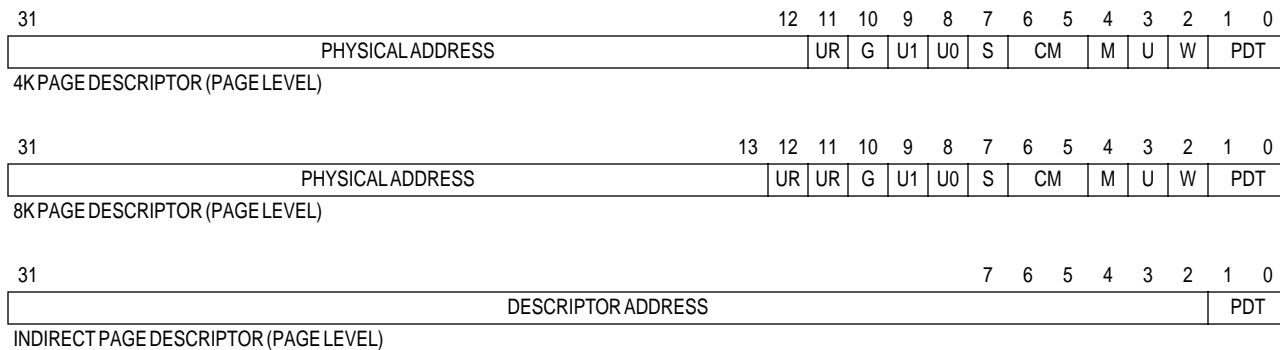 31 12 11 10 9 8 7 6 5 4 3 2 1 0
PHYSICAL ADDRESS UR G U1 U0 S CM M U W PDT
4K PAGE DESCRIPTOR (PAGE LEVEL)
31 13 12 11 10 9 8 7 6 5 4 3 2 1 0
PHYSICAL ADDRESS UR UR G U1 U0 S CM M U W PDT
8K PAGE DESCRIPTOR (PAGE LEVEL)
31 7 6 5 4 3 2 1 0
DESCRIPTOR ADDRESS PDT
INDIRECT PAGE DESCRIPTOR (PAGE LEVEL)